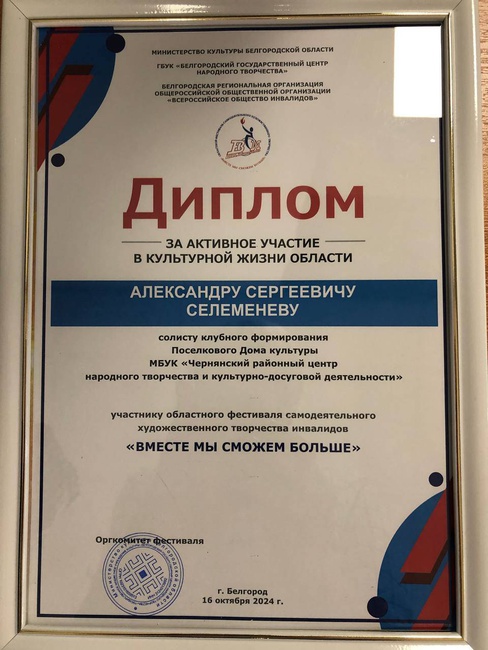 МИНИСТЕРСТВО КУЛЬТУРЫ БЕЛГОРОДСКОЙ ОБЛАСТИ
ГБУК «БЕЛГОРОДСКИЙ ГОСУДАРСТВЕННЫЙ ЦЕНТР
НАРОДНОГО ТВОРЧЕСТВА»
БЕЛГОРОДСКАЯ РЕГИОНАЛЬНАЯ ОРГАНИЗАЦИЯ
ОБЩЕРОССИЙСКОЙ ОБЩЕСТВЕННОЙ ОРГАНИЗАЦИИ
«ВСЕРОССИЙСКОЕ ОБЩЕСТВО ИНВАЛИДОВ»
ДИПЛОМ
ЗА АКТИВНОЕ УЧАСТИЕ
В КУЛЬТУРНОЙ ЖИЗНИ ОБЛАСТИ
АЛЕКСАНДРУ СЕРГЕЕВИЧУ
СЕЛЕМЕНЕВУ
солисту клубного формирования
Поселкового Дома культуры
МБУК «Чернянский районный центр
народного творчества и культурно-досуговой деятельности»
участнику областного фестиваля самодеятельного
художественного творчества инвалидов
«ВМЕСТЕ МЫ СМОЖЕМ БОЛЬШЕ»
Оргкомитет фестиваля
г. Белгород
16 октября 2024 г.